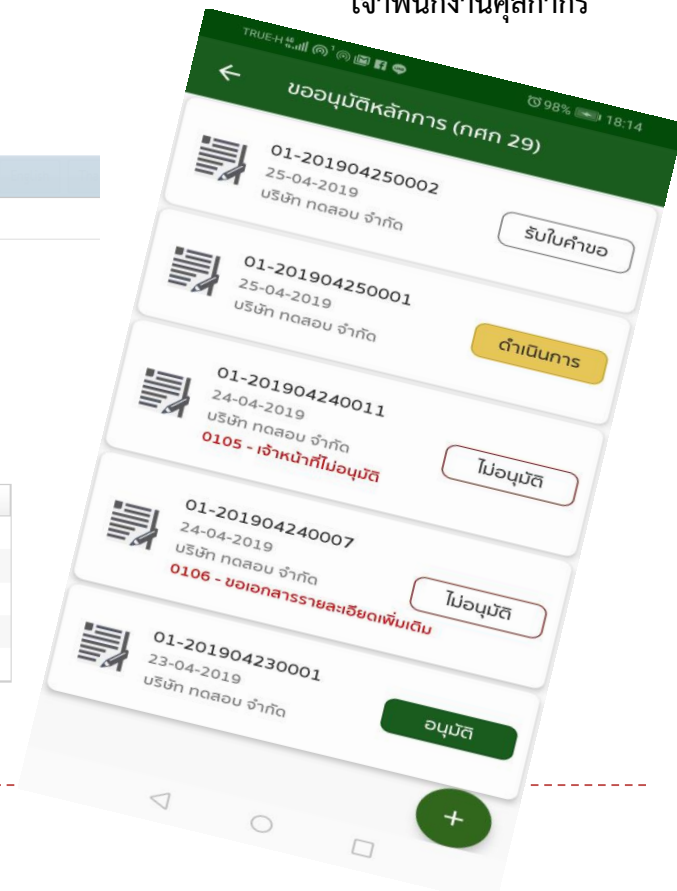 เจ้าพนักงานศุลกากร
TRUE-H 4G 1 98% 18:14
ขออนุมัติหลักการ (กศก 29)
01-201904250002
25-04-2019
บริษัท ทดสอบ จำกัด
รับใบคำขอ
01-201904250001
25-04-2019
บริษัท ทดสอบ จำกัด
ดำเนินการ
01-201904240011
24-04-2019
บริษัท ทดสอบ จำกัด
0105 - เจ้าหน้าที่ไม่อนุมัติ
ไม่อนุมัติ
01-201904240007
24-04-2019
บริษัท ทดสอบ จำกัด
0106 - ขอเอกสารรายละเอียดเพิ่มเติม
ไม่อนุมัติ
01-201904230001
23-04-2019
บริษัท ทดสอบ จำกัด
อนุมัติ